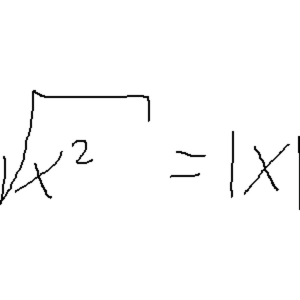 √x² = |x|